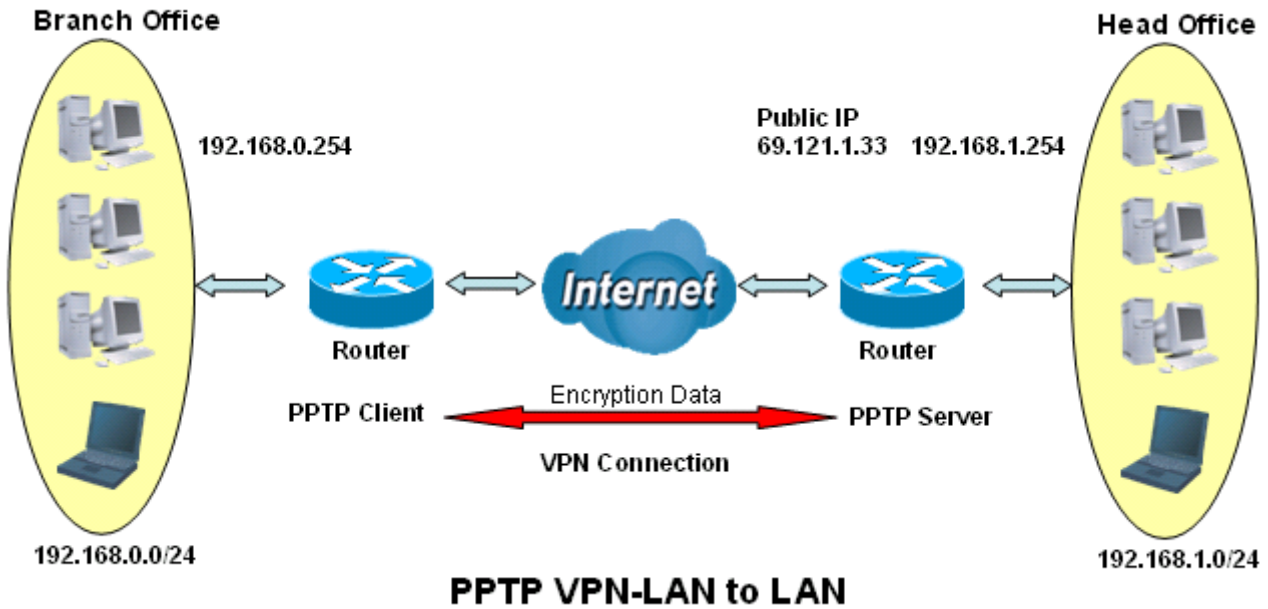 Branch Office
Head Office
192.168.0.254
Public IP
69.121.1.33 192.168.1.254
Internet
Router
Router
PPTP Client
Encryption Data
PPTP Server
VPN Connection
192.168.0.0/24
192.168.1.0/24
PPTP VPN-LAN to LAN